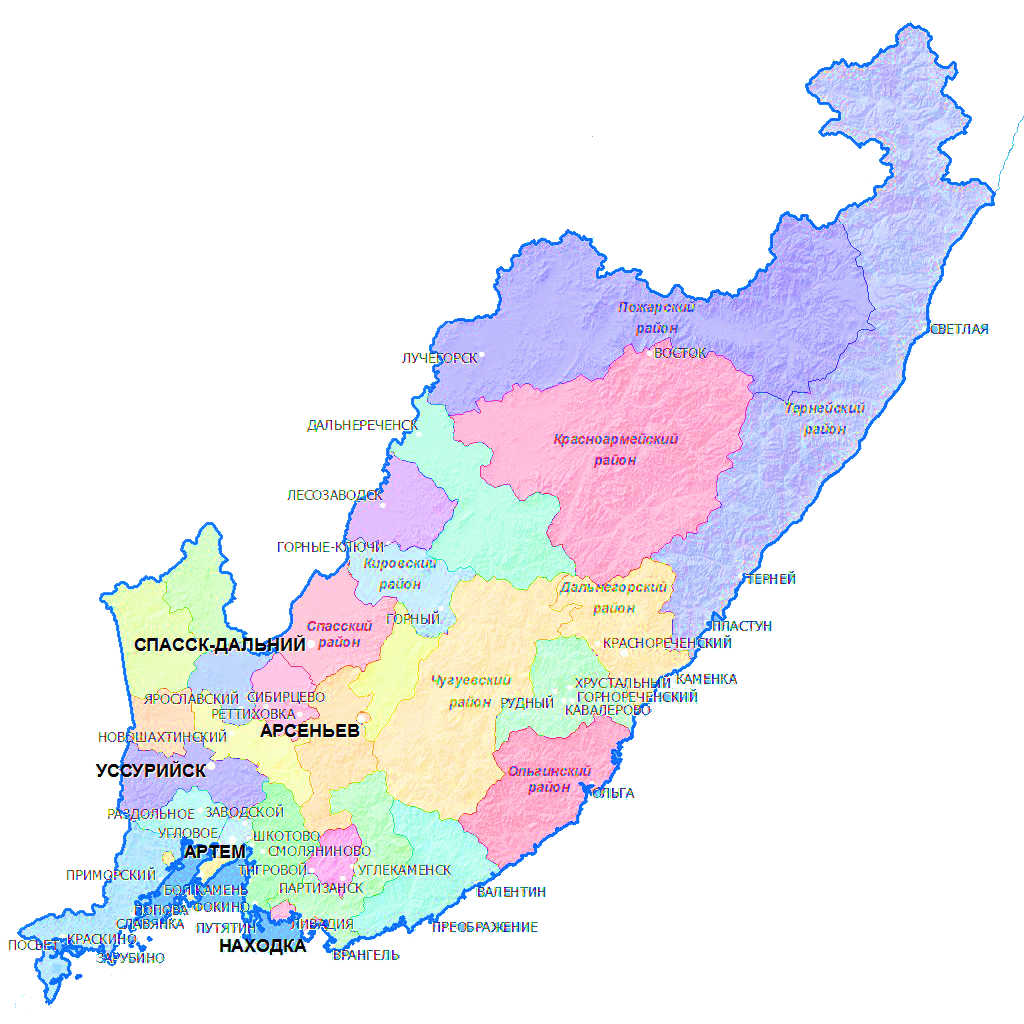 Пожарский
район
СВЕТЛАЯ
ЛУЧЕГОРСК
ВОСТОК
Тернейский
район
ДАЛЬНЕРЕЧЕНСК
Красноармейский
район
ЛЕСОЗАВОДСК
ГОРНЫЕ-КЛЮЧИ
Кировский
район
ТЕРНЕЙ
Дальнегорский
район
ГОРНЫЙ
ПЛАСТУН
Спасский
район
СПАССК-ДАЛЬНИЙ
КРАСНОРЕЧЕНСКИЙ
Чугуевский
район
ХРУСТАЛЬНЫЙ
КАМЕНКА
ЯРОСЛАВСКИЙ
СИБИРЦЕВО
РУДНЫЙ
ГОРНОРЕЧЕНСКИЙ
РЕТТИХОВКА
КАВАЛЕРОВО
АРСЕНЬЕВ
НОВОШАХТИНСКИЙ
УССУРИЙСК
Ольгинский
район
ОЛЬГА
РАЗДОЛЬНОЕ
ЗАВОДСКОЙ
УГЛОВОЕ
ШКОТОВО
АРТЕМ
СМОЛЯНИНОВО
ТИГРОВОЙ
УГЛЕКАМЕНСК
ПРИМОРСКИЙ
БОЛ КАМЕНЬ
ПАРТИЗАНСК
ВАЛЕНТИН
ПОПОВА
ФОКИНО
СЛАВЯНКА
ПУТЯТИН
ЛИВАДИЯ
ПРЕОБРАЖЕНИЕ
ПОСЬЕТ
КРАСКИНО
НАХОДКА
ЗАРУБИНО
ВРАНГЕЛЬ